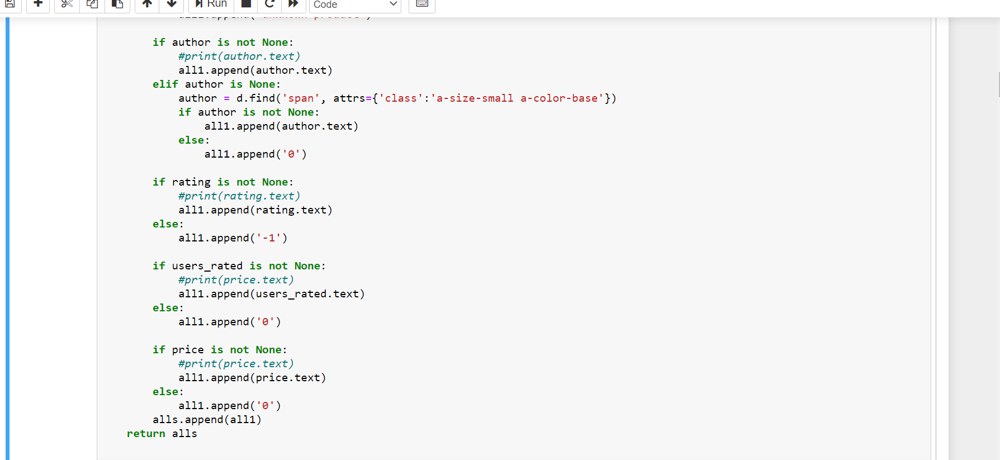 Run
Code
if author is not None:
#print(author.text)
all1.append(author.text)
elif author is None:
author = d.find('span', attrs={'class':'a-size-small a-color-base'})
if author is not None:
all1.append(author.text)
else:
all1.append('0')
if rating is not None:
#print(rating.text)
all1.append(rating.text)
else:
all1.append('-1')
if users_rated is not None:
#print(price.text)
all1.append(users_rated.text)
else:
all1.append('0')
if price is not None:
#print(price.text)
all1.append(price.text)
else:
all1.append('0')
alls.append(all1)
return alls